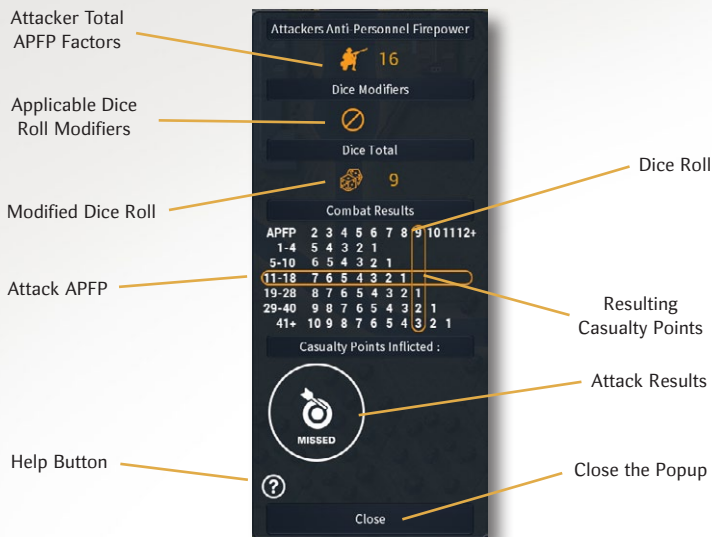 Attacker Total
APFP Factors
Applicable Dice
Roll Modifiers
Modified Dice Roll
Attack APFP
Help Button
Attackers Anti-Personnel Firepower
16
Dice Modifiers
Dice Total
9
Combat Results
APFP 2 3 4 5 6 7 8 9 10 11 12+
1-4 5 4 3 2 1
5-10 6 5 4 3 2 1
11-18 7 6 5 4 3 2 1
19-28 8 7 6 5 4 3 2 1
29-40 9 8 7 6 5 4 3 2 1
41+ 10 9 8 7 6 5 4 3 2 1
Casualty Points Inflicted :
MISSED
?
Close
Dice Roll
Resulting
Casualty Points
Attack Results
Close the Popup